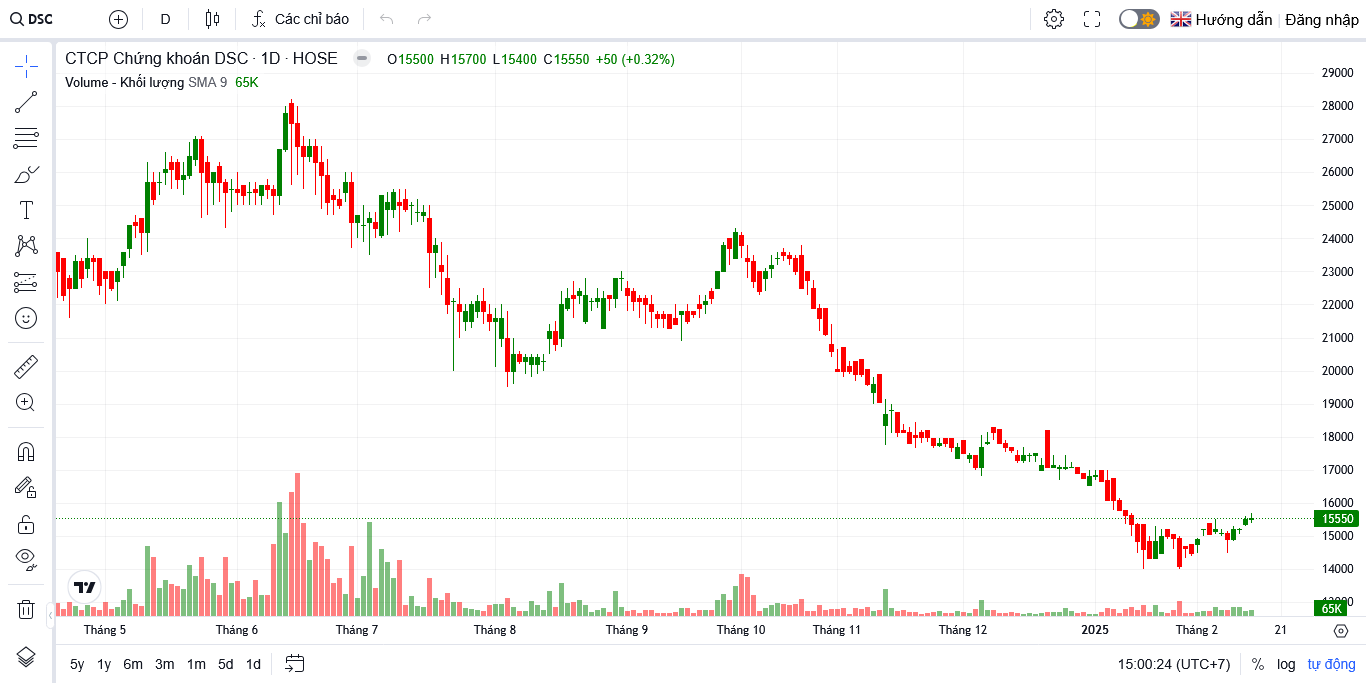 DSC D Các chỉ báo Hướng dẫn Đăng nhập
CTCP Chứng khoán DSC · 1D · HOSE O15500 H15700 L15400 C15550 +50 (+0.32%)
Volume - Khối lượng SMA 9 65K
29000
28000
27000
26000
25000
24000
23000
22000
21000
20000
19000
18000
17000
16000
15550
15000
14000
65K
Tháng 5 Tháng 6 Tháng 7 Tháng 8 Tháng 9 Tháng 10 Tháng 11 Tháng 12 2025 Tháng 2 21
5y 1y 6m 3m 1m 5d 1d 15:00:24 (UTC+7) % log tự động